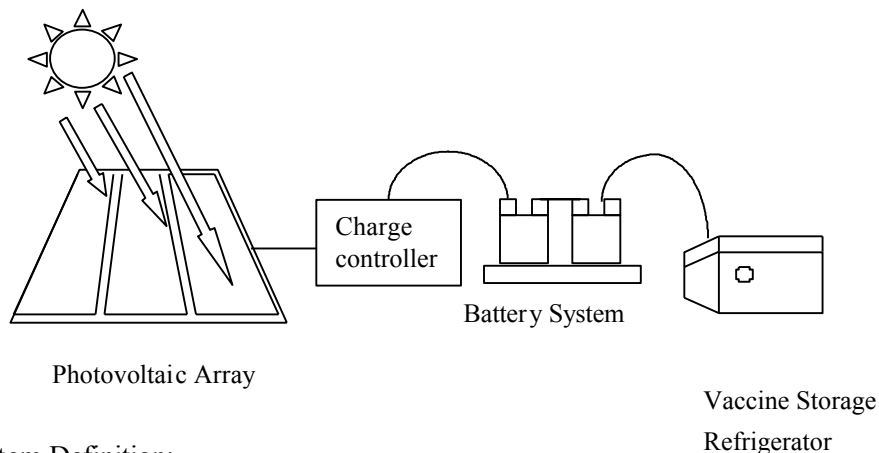 Charge
controller
Battery System
Photovoltaic Array
Vaccine Storage
Refrigerator